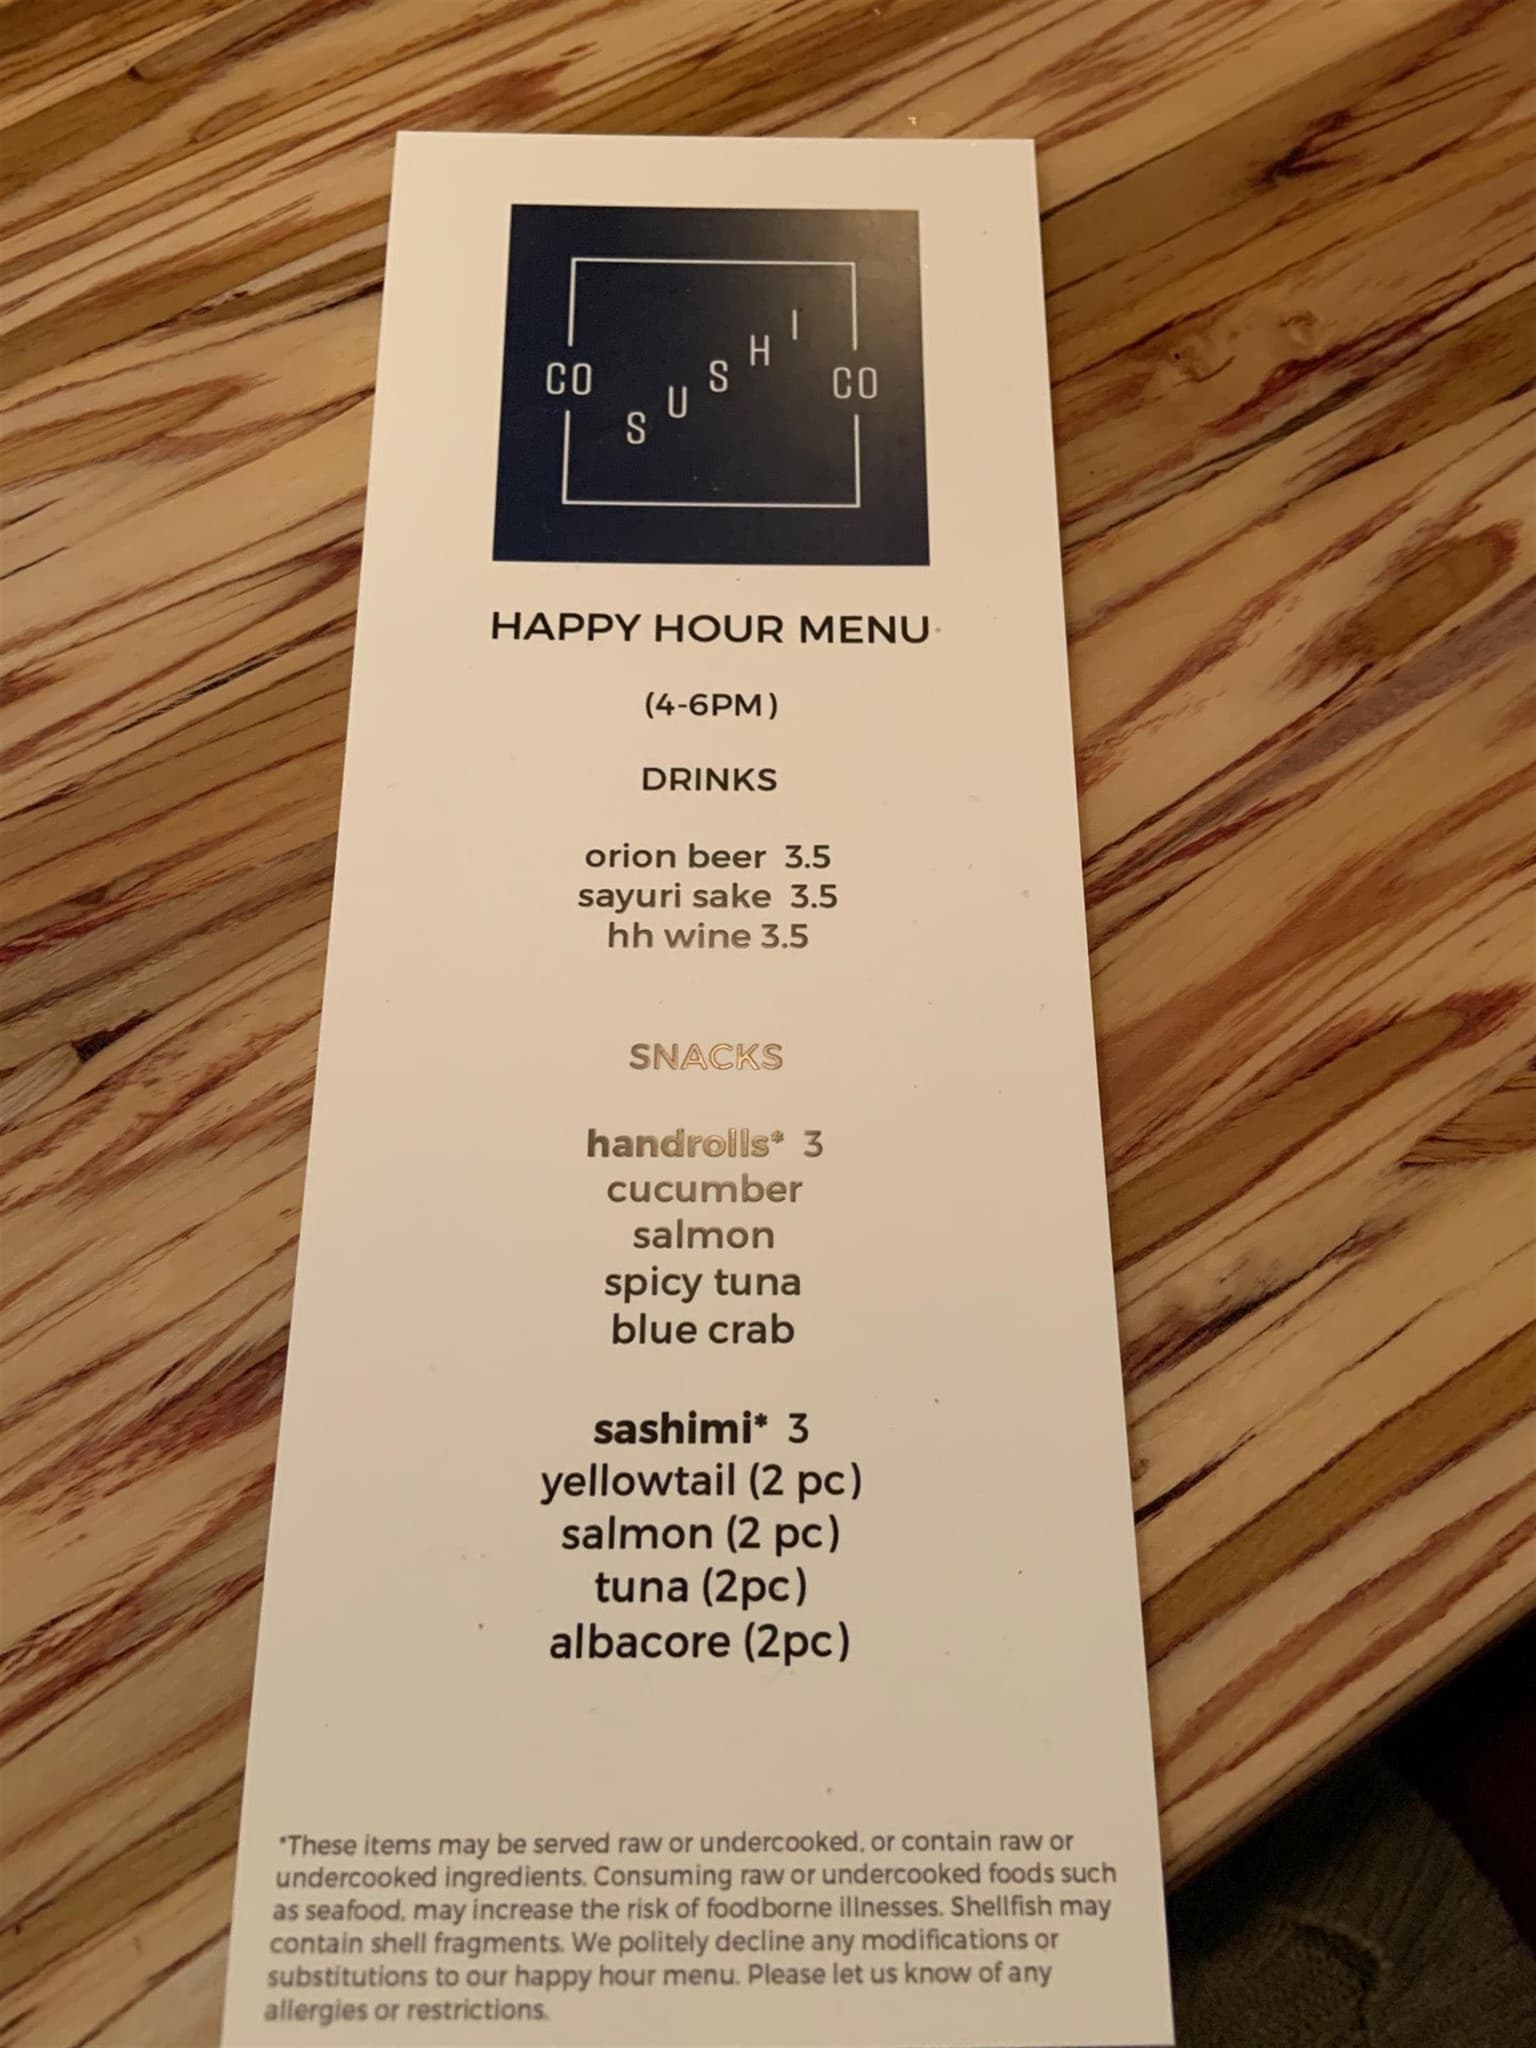 CO SUSHI CO
HAPPY HOUR MENU
(4-6PM)
DRINKS
orion beer 3.5
sayuri sake 3.5
hh wine 3.5
SNACKS
handrolls* 3
cucumber
salmon
spicy tuna
blue crab
sashimi* 3
yellowtail (2 pc)
salmon (2 pc)
tuna (2pc)
albacore (2pc)
*These items may be served raw or undercooked, or contain raw or
undercooked ingredients. Consuming raw or undercooked foods such
as seafood, may increase the risk of foodborne illnesses. Shellfish may
contain shell fragments. We politely decline any modifications or
substitutions to our happy hour menu. Please let us know of any
allergies or restrictions.